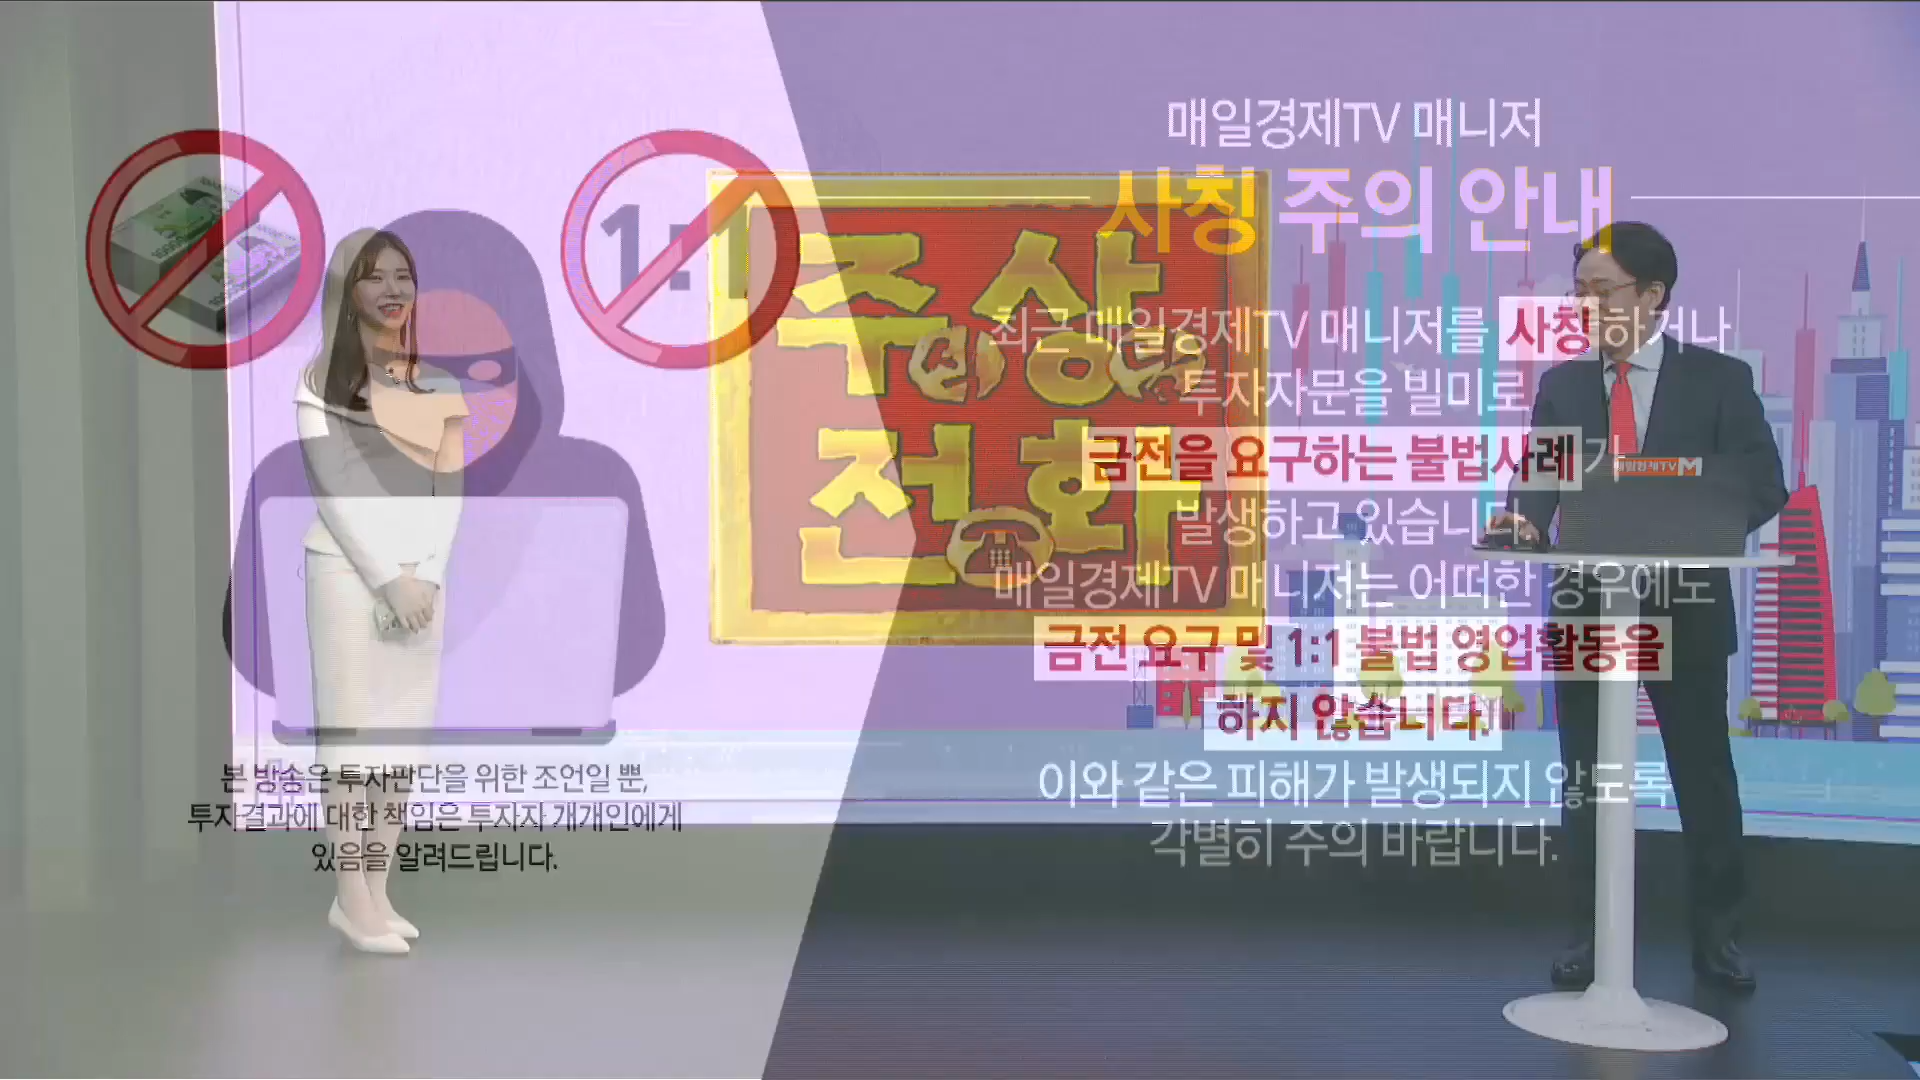 매일경제TV 매니저
사칭 주의 안내
1:1
주(식)상(담)
전화
최근 매일경제TV 매니저를 사칭하거나
투자자문을 빌미로
금전을 요구하는 불법사례가
매일경제TV M
발생하고 있습니다.
매일경제TV 매니저는 어떠한 경우에도
금전 요구 및 1:1 불법 영업활동을
하지 않습니다.
이와 같은 피해가 발생되지 않도록
각별히 주의 바랍니다.
본 방송은 투자판단을 위한 조언일 뿐,
투자결과에 대한 책임은 투자자 개개인에게
있음을 알려드립니다.